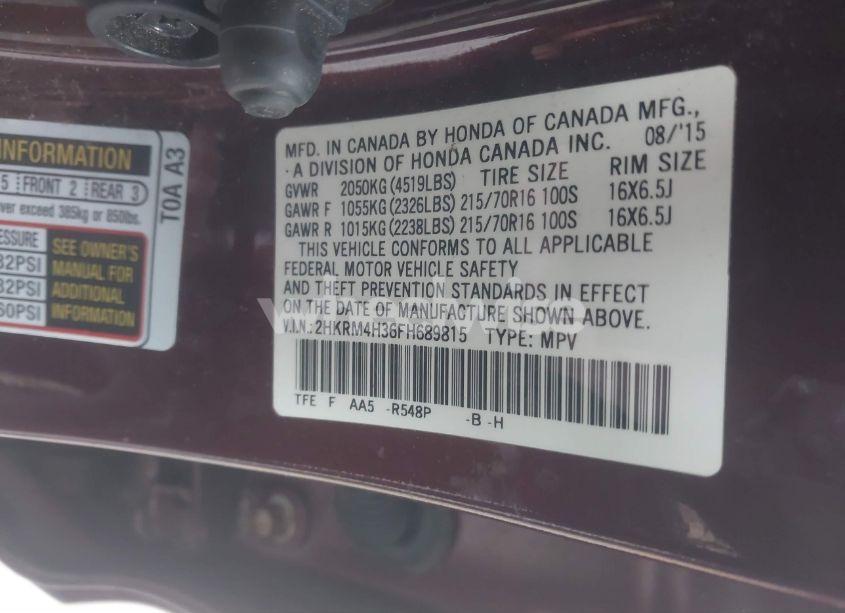 INFORMATION
5 FRONT 2 REAR 3
ver exceed 385kg or 850lbs.
ESSURE
32PSI
32PSI
60PSI
SEE OWNER'S
MANUAL FOR
ADDITIONAL
INFORMATION
T0A A3
MFD. IN CANADA BY HONDA OF CANADA MFG.,
A DIVISION OF HONDA CANADA INC. 08/'15
GVWR 2050KG (4519LBS) TIRE SIZE RIM SIZE
GAWR F 1055KG (2326LBS) 215/70R16 100S 16X6.5J
GAWR R 1015KG (2238LBS) 215/70R16 100S 16X6.5J
THIS VEHICLE CONFORMS TO ALL APPLICABLE
FEDERAL MOTOR VEHICLE SAFETY
AND THEFT PREVENTION STANDARDS IN EFFECT
ON THE DATE OF MANUFACTURE SHOWN ABOVE.
V.I.N.: 2HKRM4H36FH689815 TYPE: MPV
TFE F AA5 -R548P -B -H